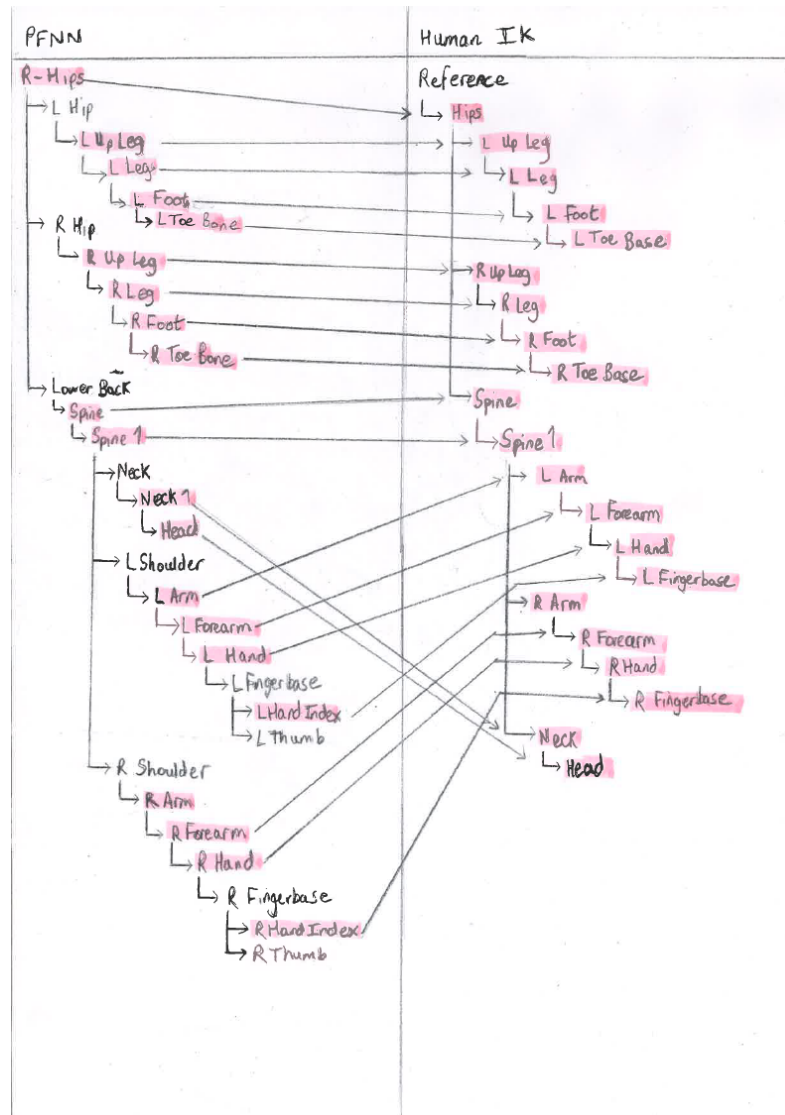 PFNN
R-Hips
L Hip
L Up Leg
L Leg
L Foot
L Toe Bone
R Hip
R Up Leg
R Leg
R Foot
R Toe Bone
Lower Back
Spine
Spine 1
Neck
Neck 1
Head
L Shoulder
L Arm
L Forearm
L Hand
L Fingerbase
L Hand Index
L Thumb
R Shoulder
R Arm
R Forearm
R Hand
R Fingerbase
R Hand Index
R Thumb
Human IK
Reference
Hips
L Up Leg
L Leg
L Foot
L Toe Base
R Up Leg
R Leg
R Foot
R Toe Base
Spine
Spine 1
L Arm
L Forearm
L Hand
L Fingerbase
R Arm
R Forearm
R Hand
R Fingerbase
Neck
Head